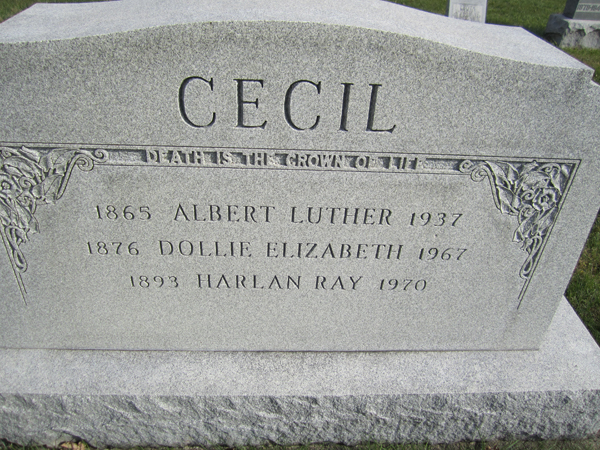 CECIL
DEATH IS THE CROWN OF LIFE
1865 ALBERT LUTHER 1937
1876 DOLLIE ELIZABETH 1967
1893 HARLAN RAY 1970